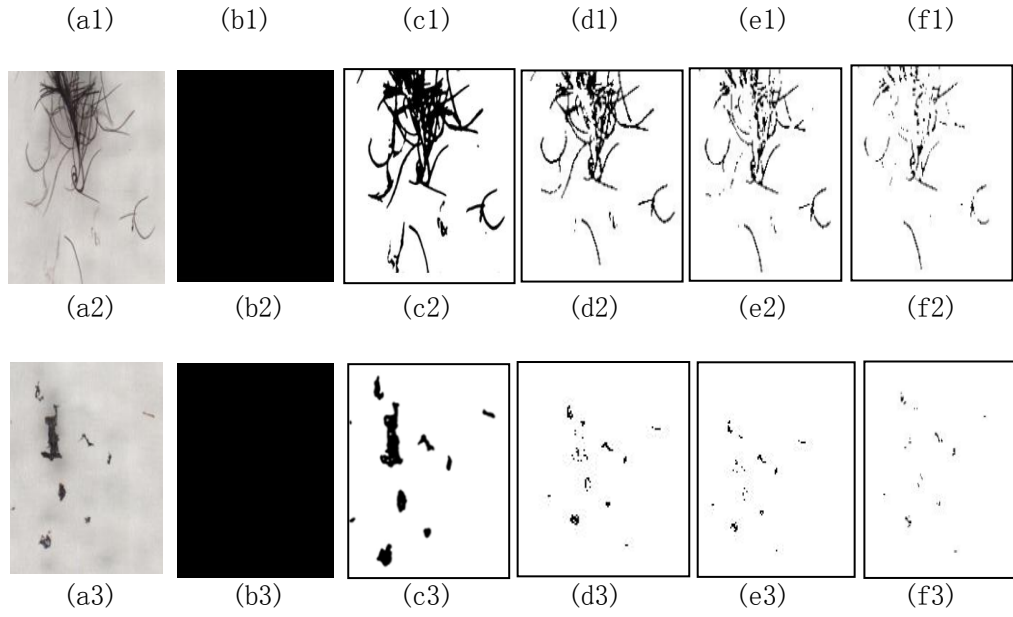 (a1) (b1) (c1) (d1) (e1) (f1)
(a2) (b2) (c2) (d2) (e2) (f2)
(a3) (b3) (c3) (d3) (e3) (f3)